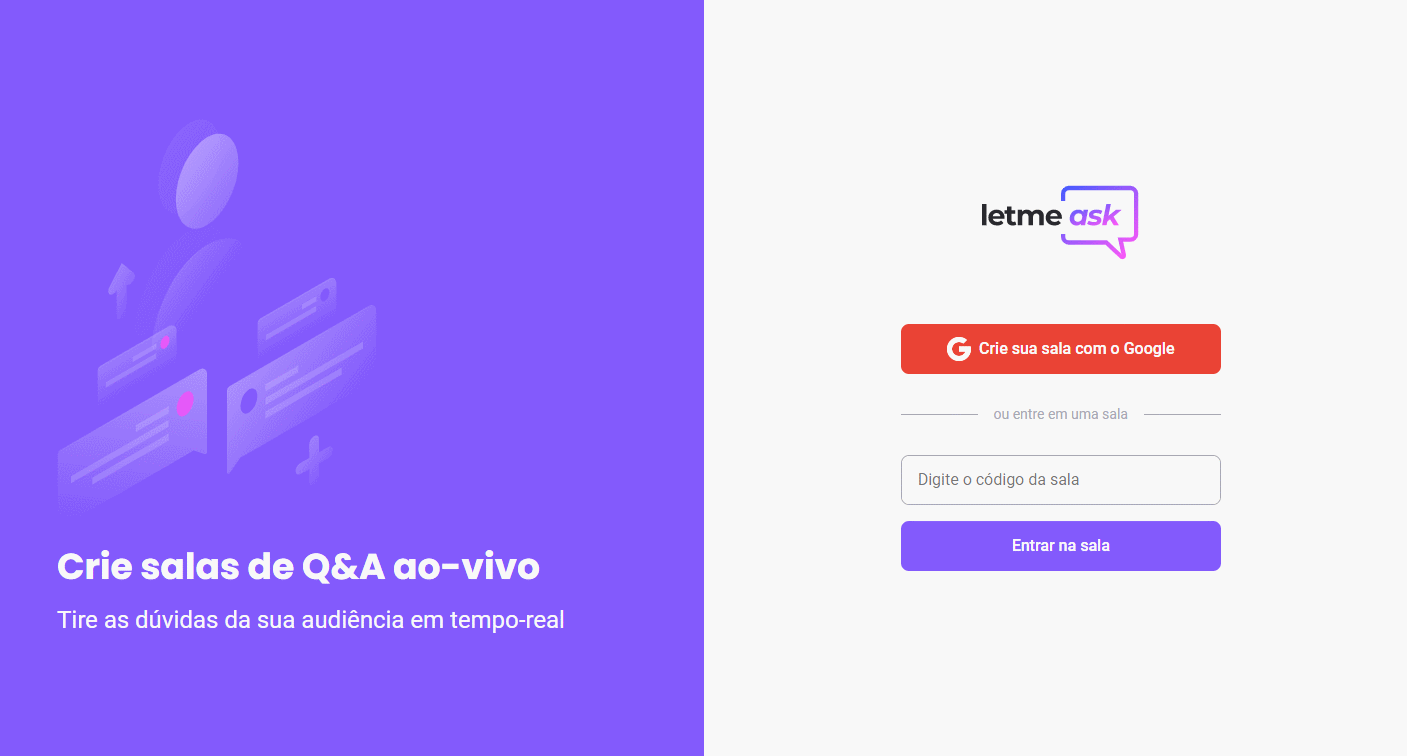 Crie salas de Q&A ao-vivo
Tire as dúvidas da sua audiência em tempo-real
letme ask
Crie sua sala com o Google
ou entre em uma sala
Digite o código da sala
Entrar na sala